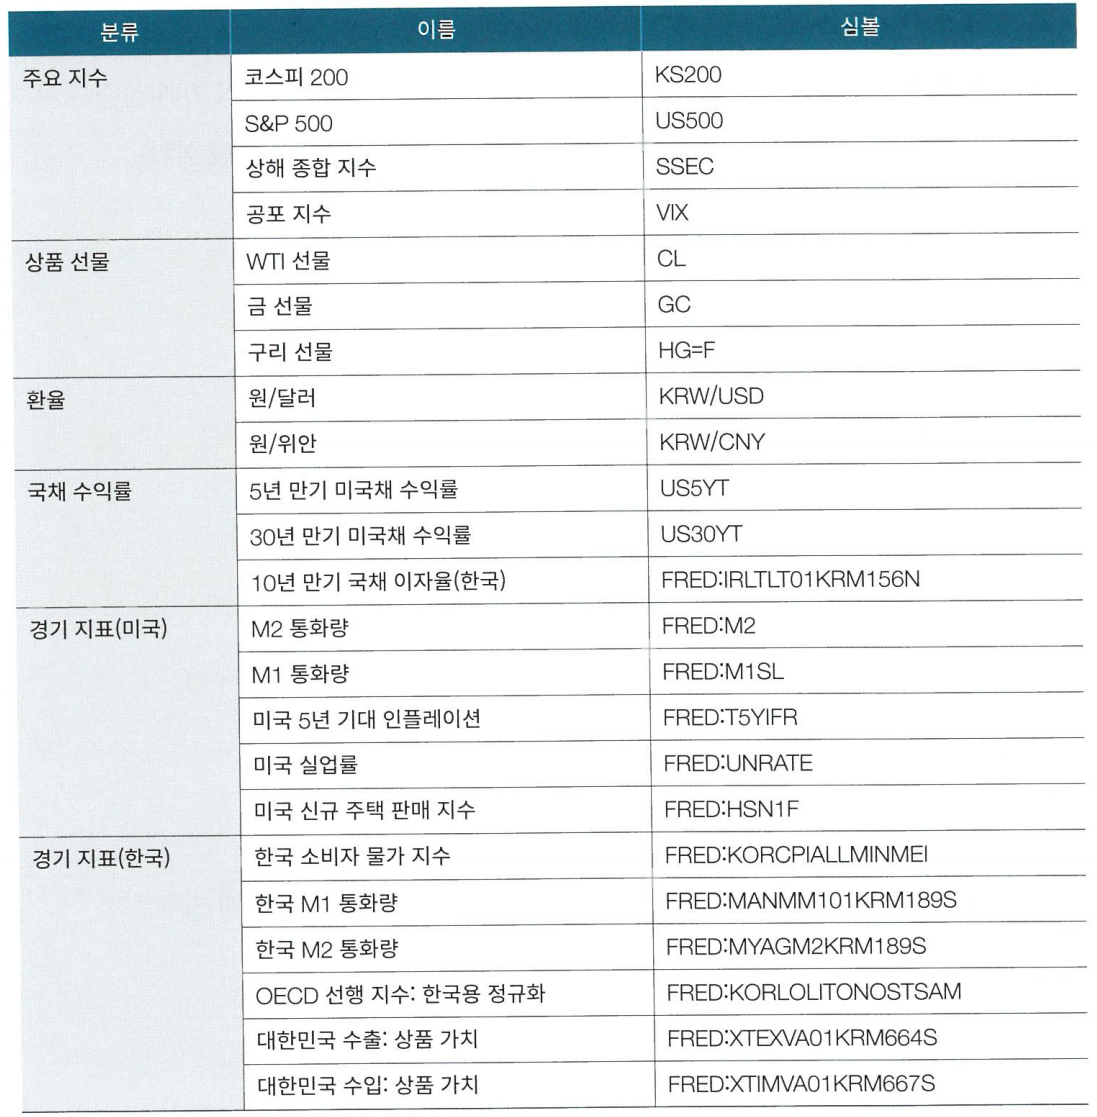 분류 이름 심볼
주요 지수 코스피 200 KS200
S&P 500 US500
상해 종합 지수 SSEC
공포 지수 VIX
상품 선물 WTI 선물 CL
금 선물 GC
구리 선물 HG=F
환율 원/달러 KRW/USD
원/위안 KRW/CNY
국채 수익률 5년 만기 미국채 수익률 US5YT
30년 만기 미국채 수익률 US30YT
10년 만기 국채 이자율(한국) FRED:IRLTLT01KRM156N
경기 지표(미국) M2 통화량 FRED:M2
M1 통화량 FRED:M1SL
미국 5년 기대 인플레이션 FRED:T5YIFR
미국 실업률 FRED:UNRATE
미국 신규 주택 판매 지수 FRED:HSN1F
경기 지표(한국) 한국 소비자 물가 지수 FRED:KORCPIALLMINMEI
한국 M1 통화량 FRED:MANMM101KRM189S
한국 M2 통화량 FRED:MYAGM2KRM189S
OECD 선행 지수: 한국용 정규화 FRED:KORLOLITONOSTSAM
대한민국 수출: 상품 가치 FRED:XTEXVA01KRM664S
대한민국 수입: 상품 가치 FRED:XTIMVA01KRM667S